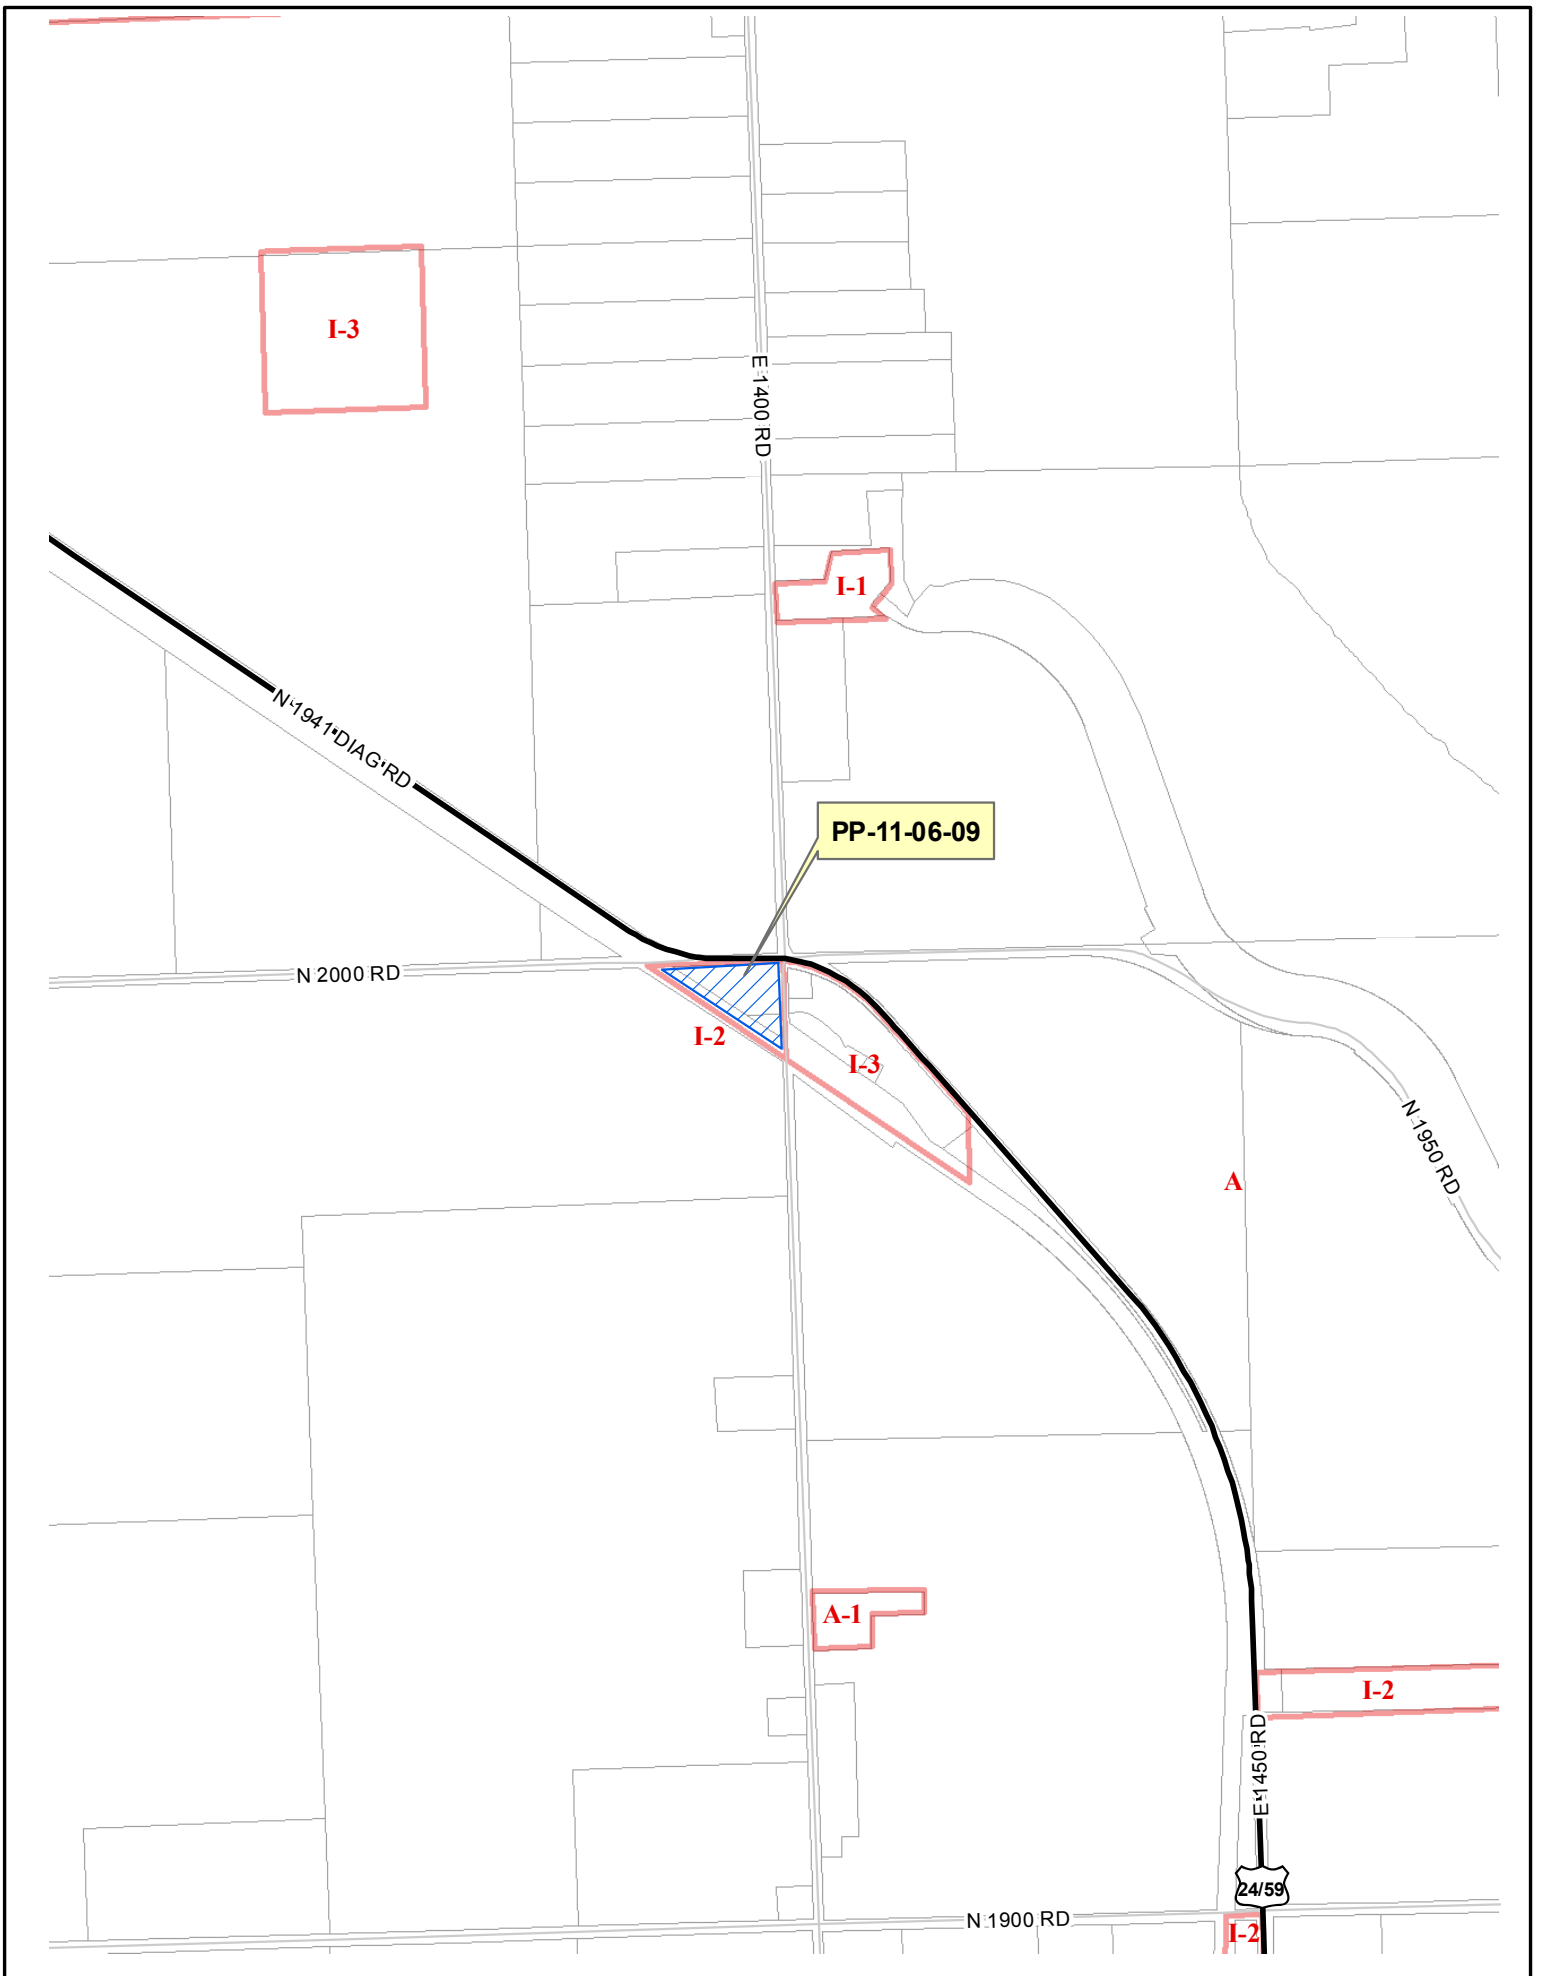 I-3
E 1400 RD
I-1
N 1941 DIAG RD
PP-11-06-09
N 2000 RD
I-2
I-3
N 1950 RD
A
A-1
I-2
E 1450 RD
24/59
N 1900 RD
I-2